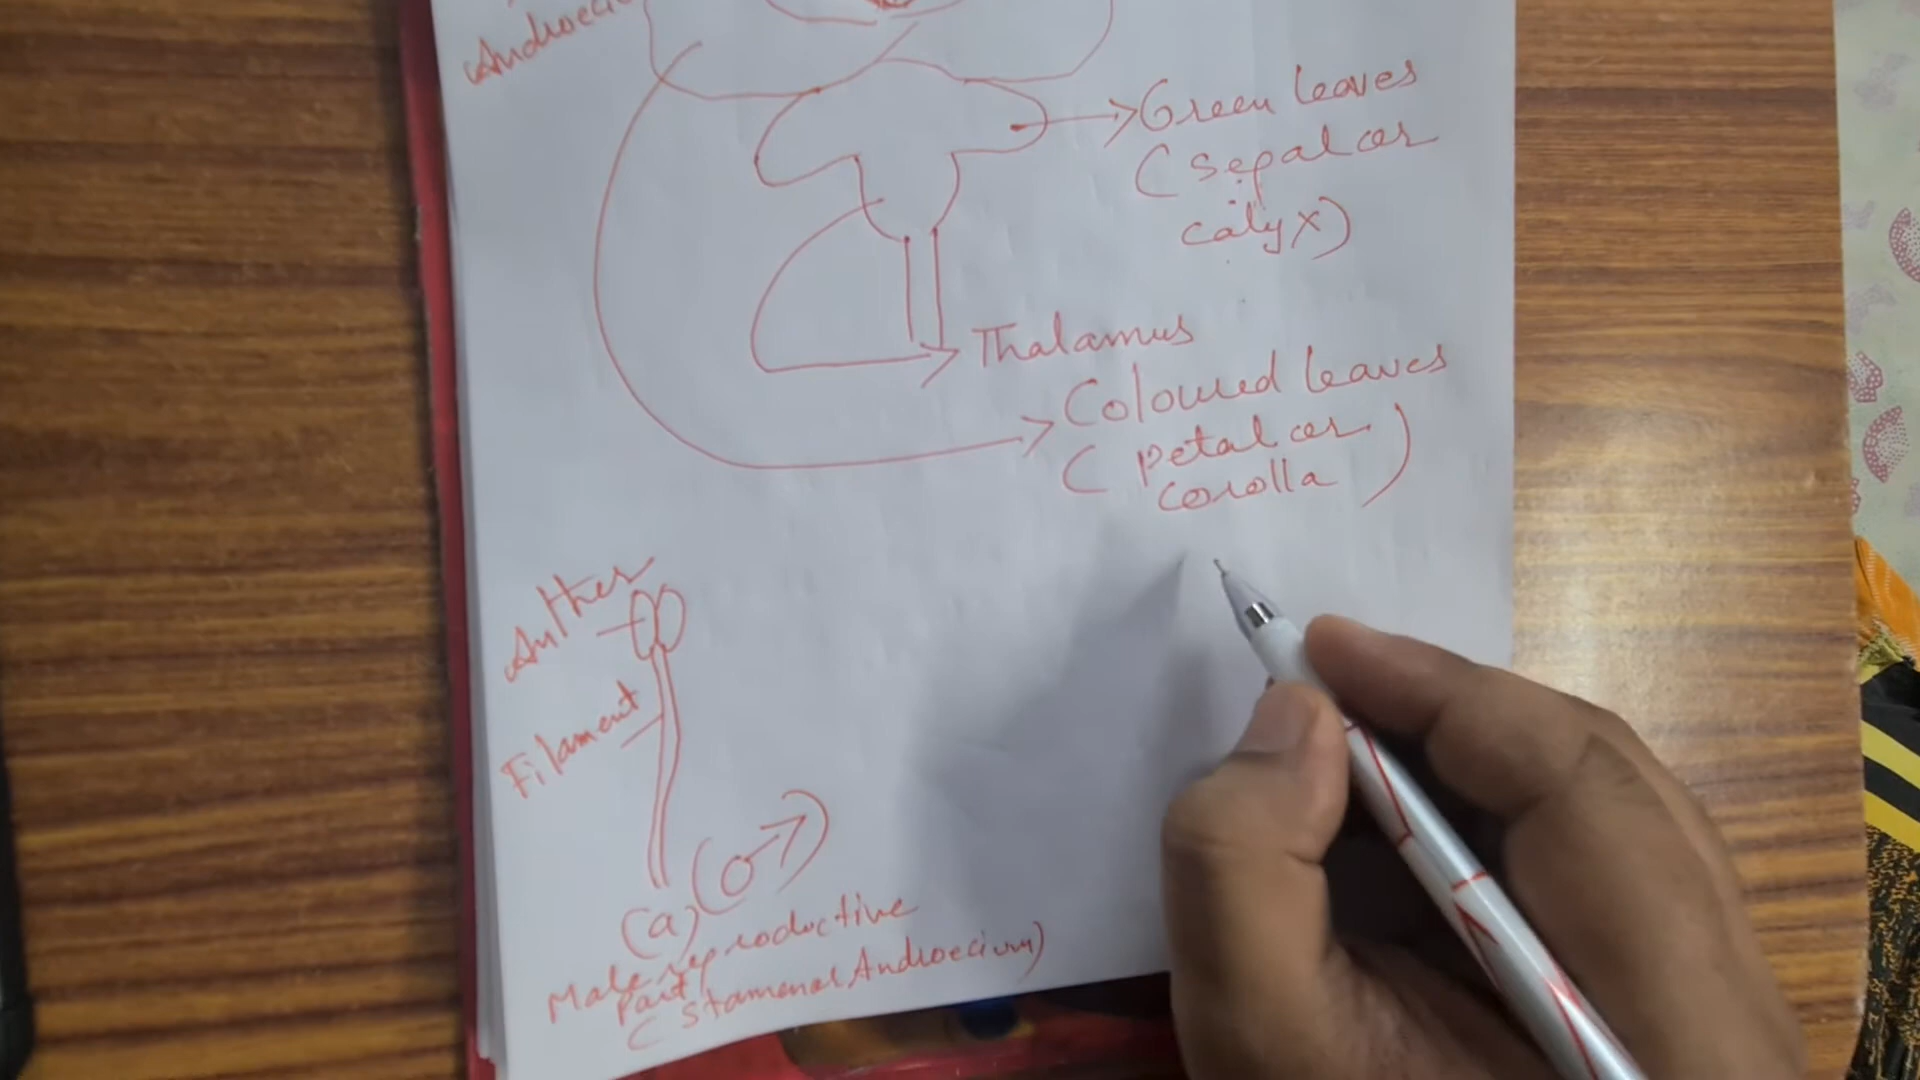 Androeciu
Green leaves
(Sepal or
calyx)
Thalamus
Coloured leaves
(petal or
corolla)
Anther
Filament
(a) (♂)
Male reproductive
part
(Stamen or Androecium)